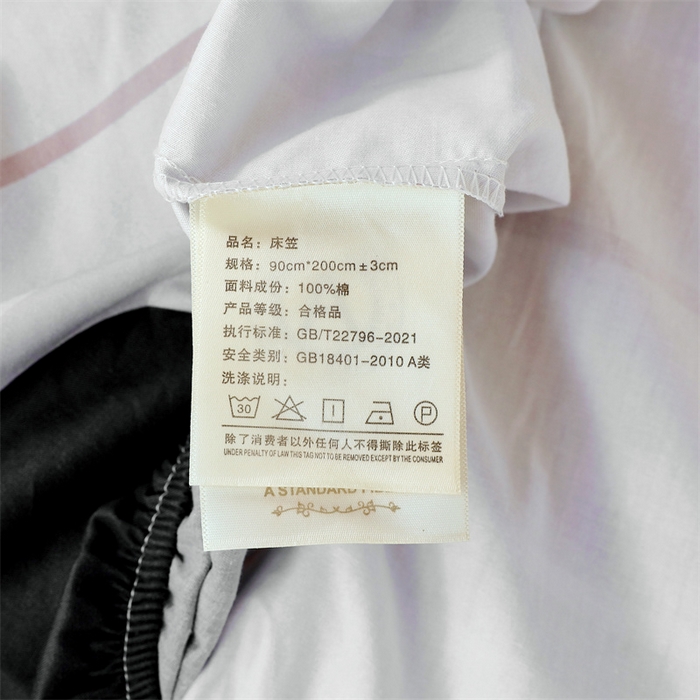 品名：床笠
规格：90cm*200cm±3cm
面料成份：100%棉
产品等级：合格品
执行标准：GB/T22796-2021
安全类别：GB18401-2010 A类
洗涤说明：
30 P
除了消费者以外任何人不得撕除此标签
UNDER PENALTY OF LAW THIS TAG NOT TO BE REMOVED EXCEPT BY THE CONSUMER
A STANDARD